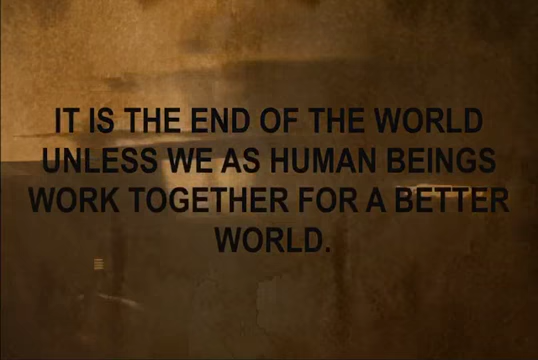 IT IS THE END OF THE WORLD
UNLESS WE AS HUMAN BEINGS
WORK TOGETHER FOR A BETTER
WORLD.